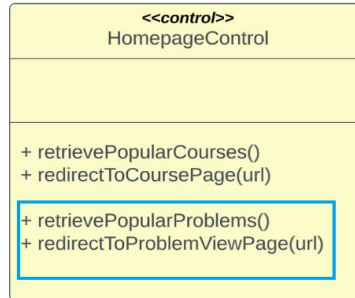 <<control>>
HomepageControl
+ retrievePopularCourses()
+ redirectToCoursePage(url)
+ retrievePopularProblems()
+ redirectToProblemViewPage(url)